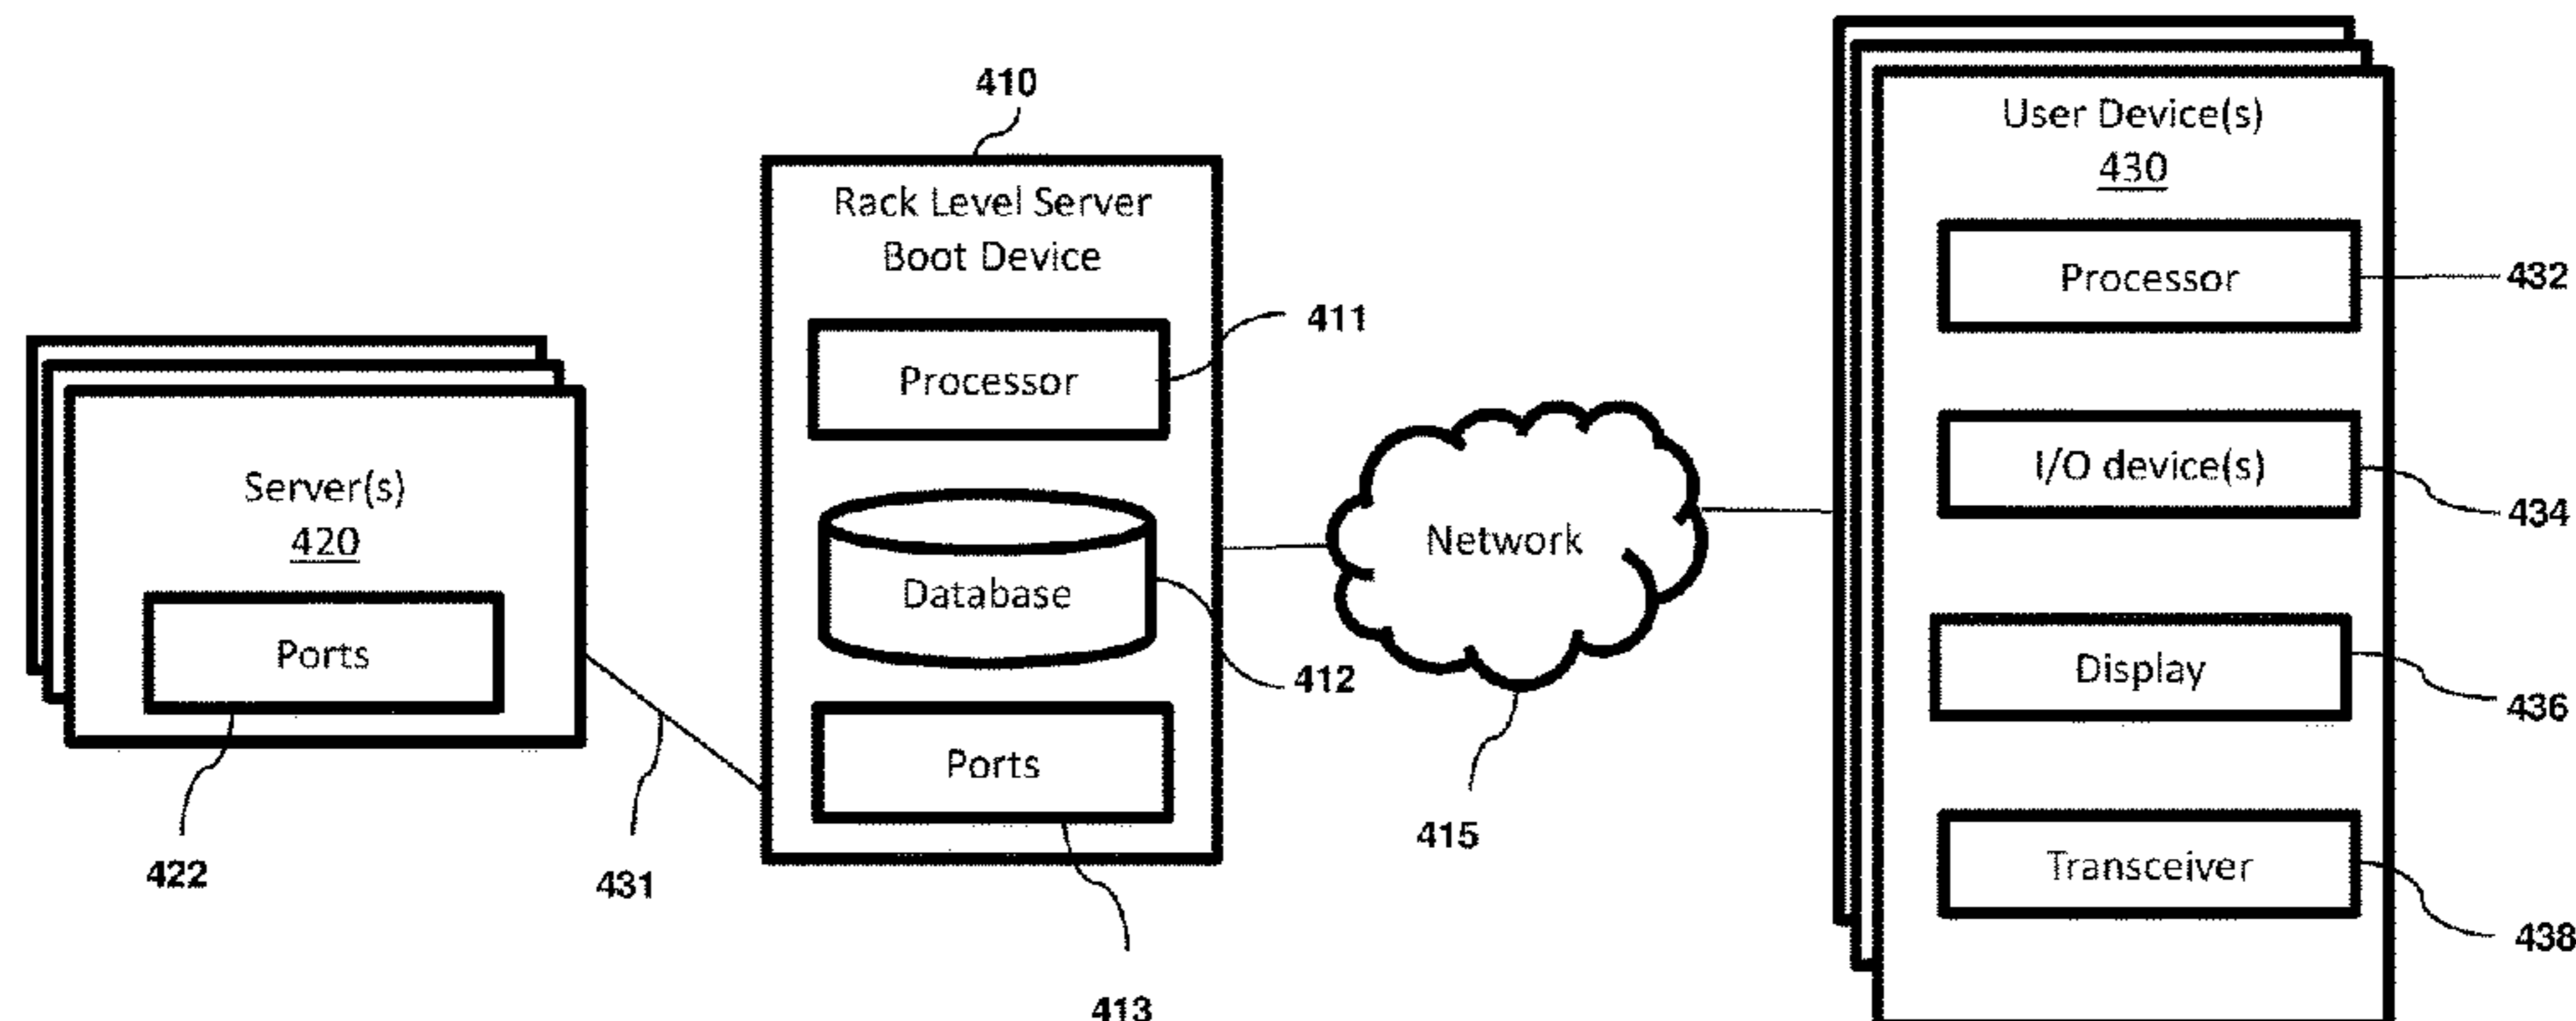 Server(s)
420
Ports
422
431
410
Rack Level Server
Boot Device
Processor
411
Database
412
Ports
413
Network
415
User Device(s)
430
Processor
432
I/O device(s)
434
Display
436
Transceiver
438